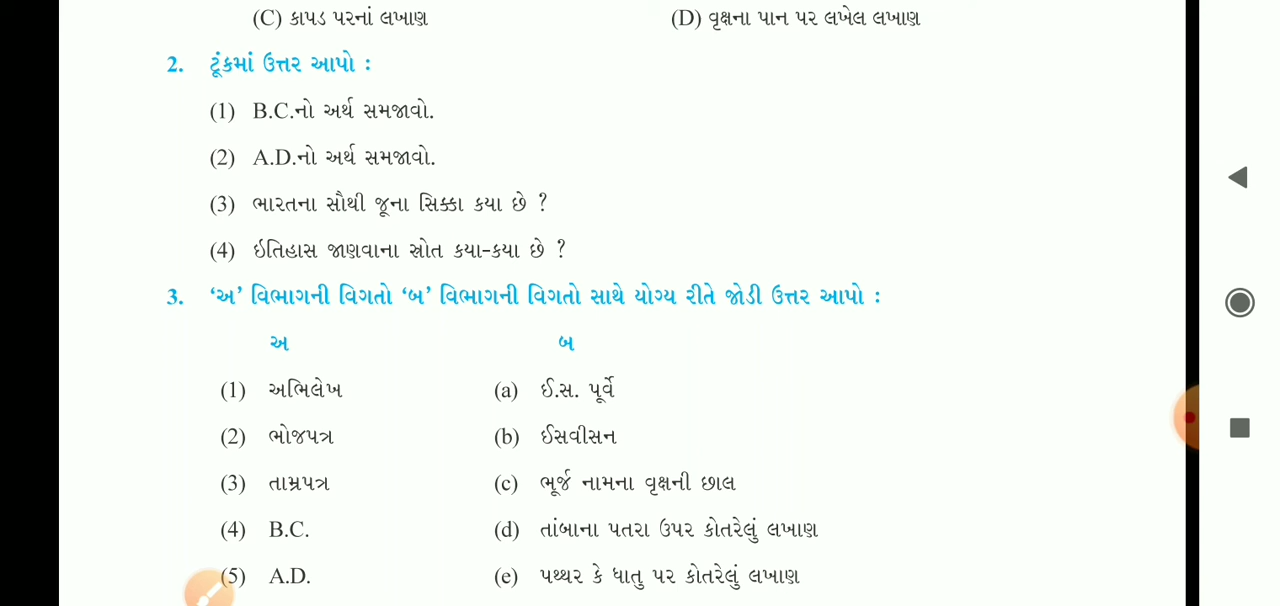 (C) કાપડ પરનાં લખાણ (D) વૃક્ષના પાન પર લખેલ લખાણ
2. ટૂંકમાં ઉત્તર આપો :
(1) B.C.નો અર્થ સમજાવો.
(2) A.D.નો અર્થ સમજાવો.
(3) ભારતના સૌથી જૂના સિક્કા કયા છે ?
(4) ઇતિહાસ જાણવાના સ્રોત કયા-કયા છે ?
3. ‘અ’ વિભાગની વિગતો ‘બ’ વિભાગની વિગતો સાથે યોગ્ય રીતે જોડી ઉત્તર આપો :
અ બ
(1) અભિલેખ (a) ઈ.સ. પૂર્વે
(2) ભોજપત્ર (b) ઈસવીસન
(3) તામ્રપત્ર (c) ભૂર્જ નામના વૃક્ષની છાલ
(4) B.C. (d) તાંબાના પતરા ઉપર કોતરેલું લખાણ
(5) A.D. (e) પથ્થર કે ધાતુ પર કોતરેલું લખાણ